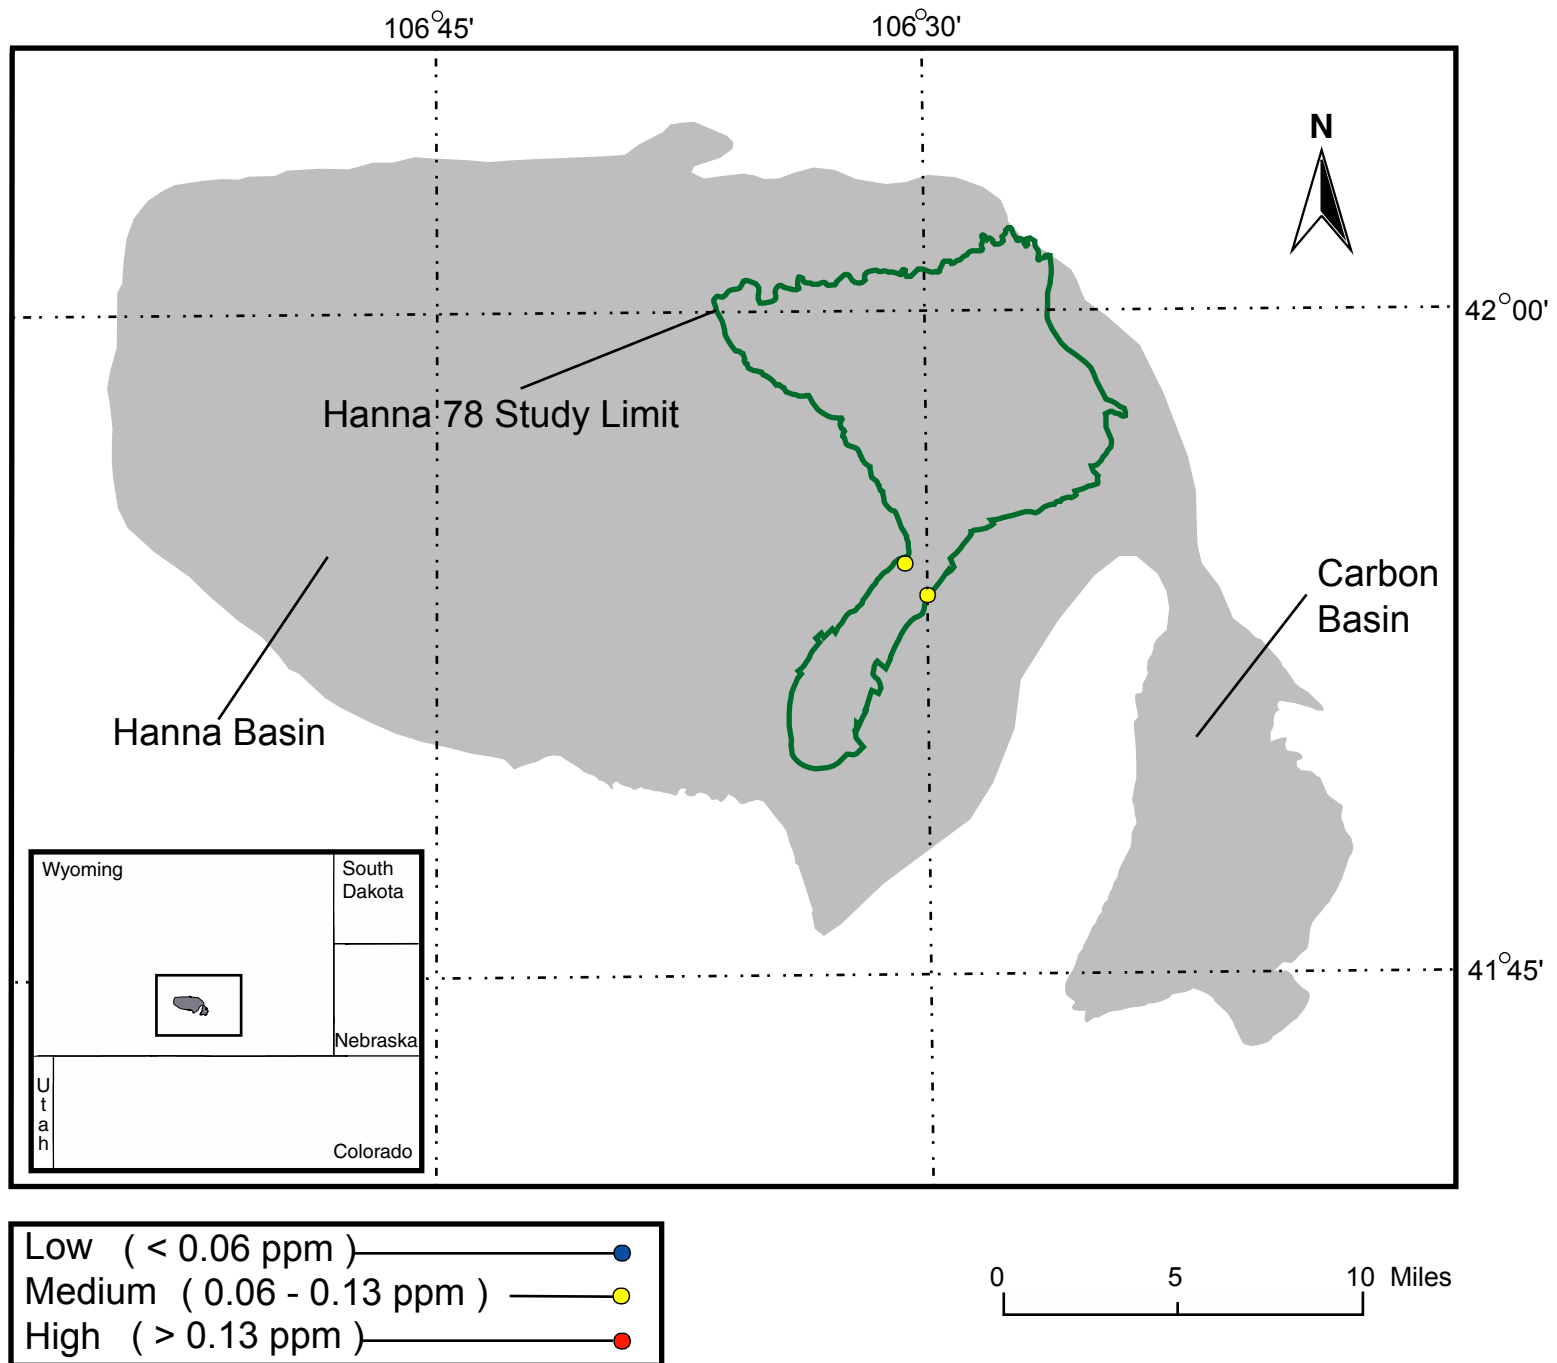 106°45'
106°30'
N
42°00'
Hanna 78 Study Limit
Carbon
Basin
Hanna Basin
Wyoming
South
Dakota
Nebraska
Utah
Colorado
41°45'
Low ( < 0.06 ppm )
Medium ( 0.06 - 0.13 ppm )
High ( > 0.13 ppm )
0 5 10 Miles